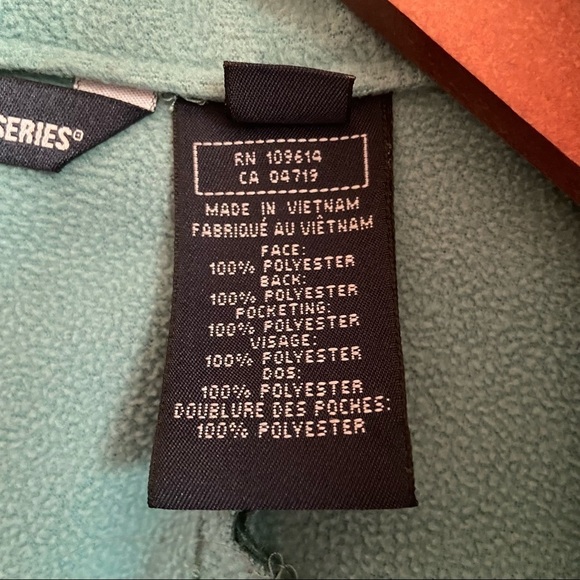 SERIES®
RN 109614
CA 04719
MADE IN VIETNAM
FABRIQUÉ AU VIÊTNAM
FACE:
100% POLYESTER
BACK:
100% POLYESTER
POCKETING:
100% POLYESTER
VISAGE:
100% POLYESTER
DOS:
100% POLYESTER
DOUBLURE DES POCHES:
100% POLYESTER